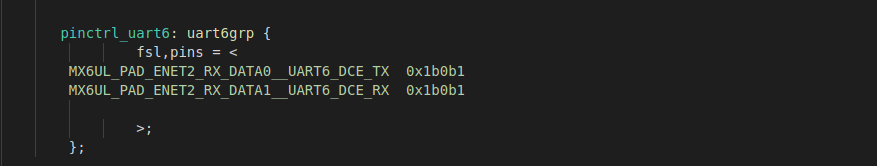 pinctrl_uart6: uart6grp {
fsl,pins = <
MX6UL_PAD_ENET2_RX_DATA0__UART6_DCE_TX 0x1b0b1
MX6UL_PAD_ENET2_RX_DATA1__UART6_DCE_RX 0x1b0b1
>;
};